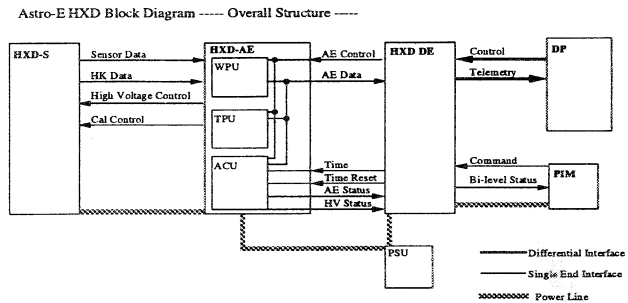 Astro-E HXD Block Diagram ----- Overall Structure -----
HXD-S
Sensor Data
HK Data
High Voltage Control
Cal Control
HXD-AE
WPU
TPU
ACU
AE Control
AE Data
Time
Time Reset
AE Status
HV Status
HXD DE
Control
Telemetry
DP
Command
Bi-level Status
PIM
PSU
Differential Interface
Single End Interface
Power Line